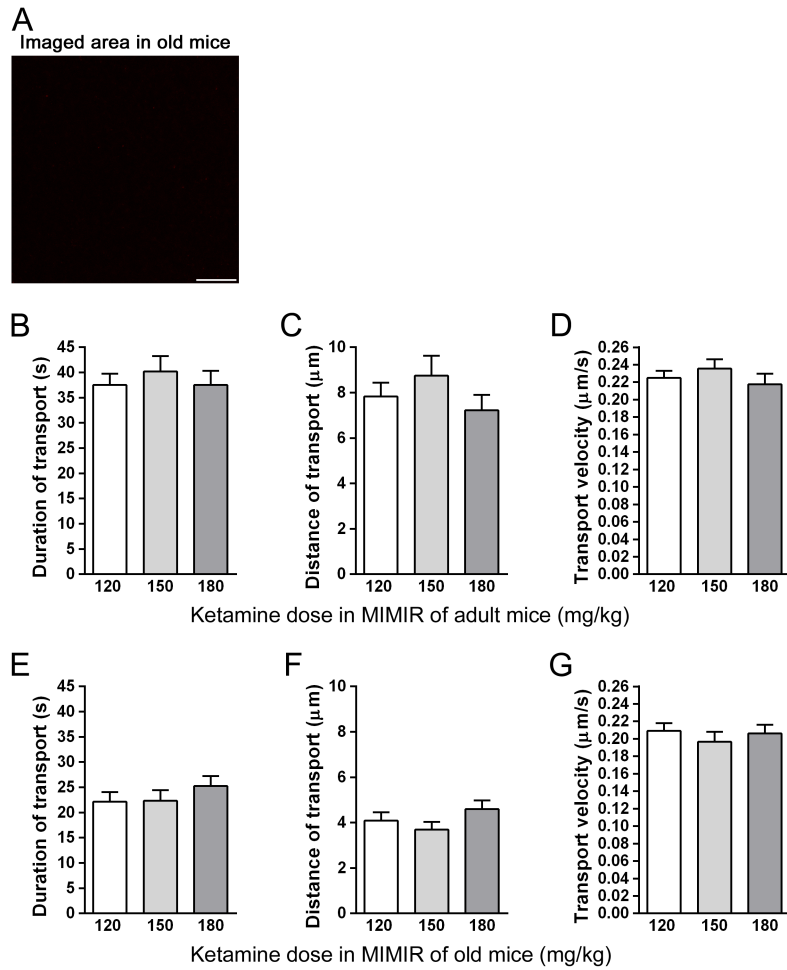 A
Imaged area in old mice
B
Duration of transport (s)
45
40
35
30
25
20
15
10
5
0
120 150 180
C
Distance of transport (μm)
10
8
6
4
2
0
120 150 180
D
Transport velocity (μm/s)
0.26
0.24
0.22
0.20
0.18
0.16
0.14
0.12
0.10
0.08
0.06
0.04
0.02
0.00
120 150 180
Ketamine dose in MIMIR of adult mice (mg/kg)
E
Duration of transport (s)
45
40
35
30
25
20
15
10
5
0
120 150 180
F
Distance of transport (μm)
10
8
6
4
2
0
120 150 180
G
Transport velocity (μm/s)
0.26
0.24
0.22
0.20
0.18
0.16
0.14
0.12
0.10
0.08
0.06
0.04
0.02
0.00
120 150 180
Ketamine dose in MIMIR of old mice (mg/kg)